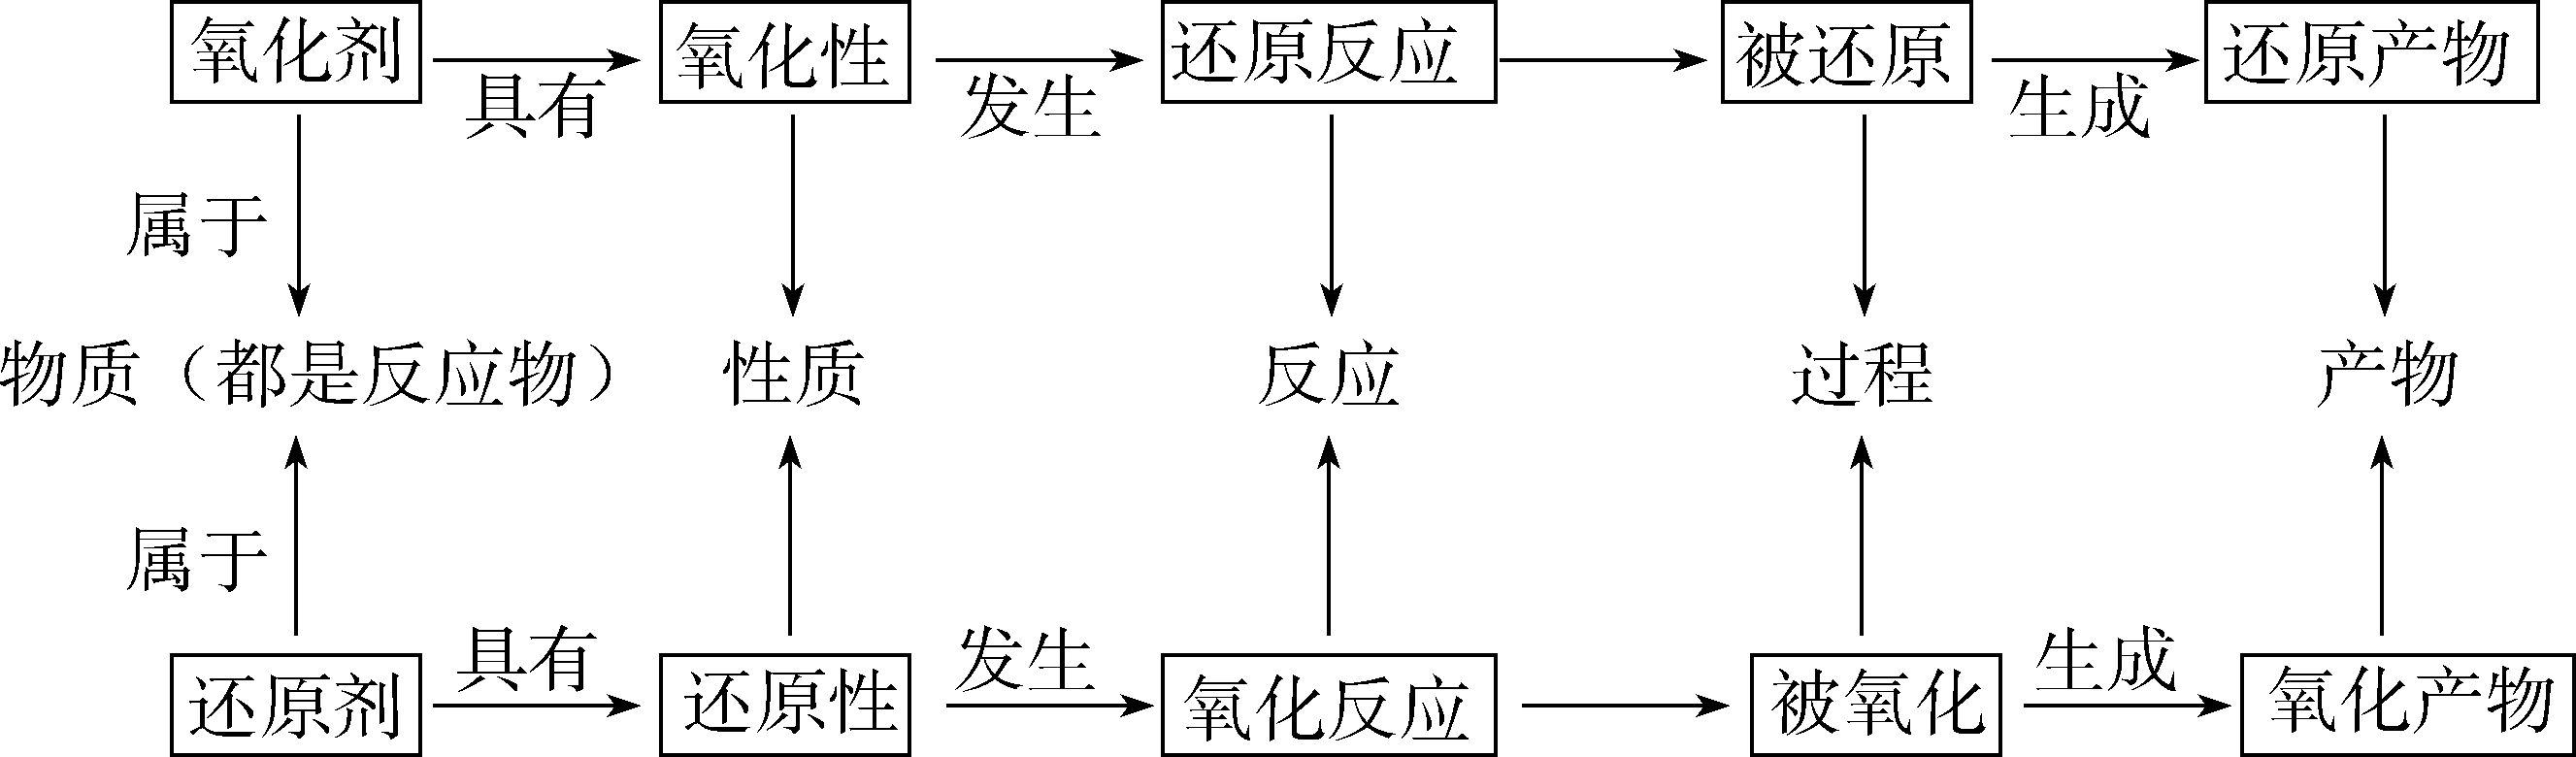 氧化剂 氧化性 还原反应 被还原 还原产物
具有 发生 生成
属于
物质（都是反应物） 性质 反应 过程 产物
属于
具有 发生 生成
还原剂 还原性 氧化反应 被氧化 氧化产物